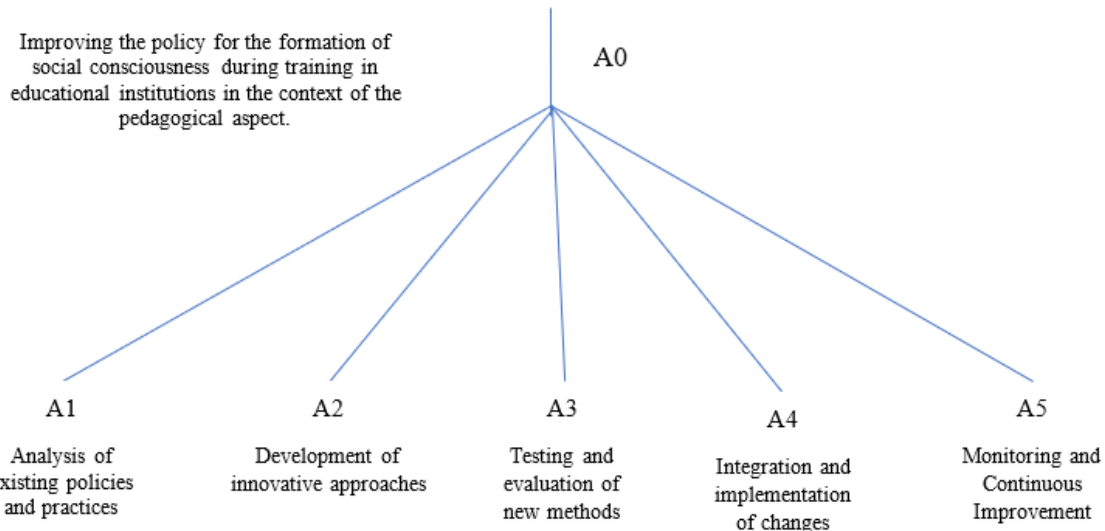 Improving the policy for the formation of
social consciousness during training in
educational institutions in the context of the
pedagogical aspect.
A0
A1
Analysis of
xisting policies
and practices
A2
Development of
innovative approaches
A3
Testing and
evaluation of
new methods
A4
Integration and
implementation
of changes
A5
Monitoring and
Continuous
Improvement